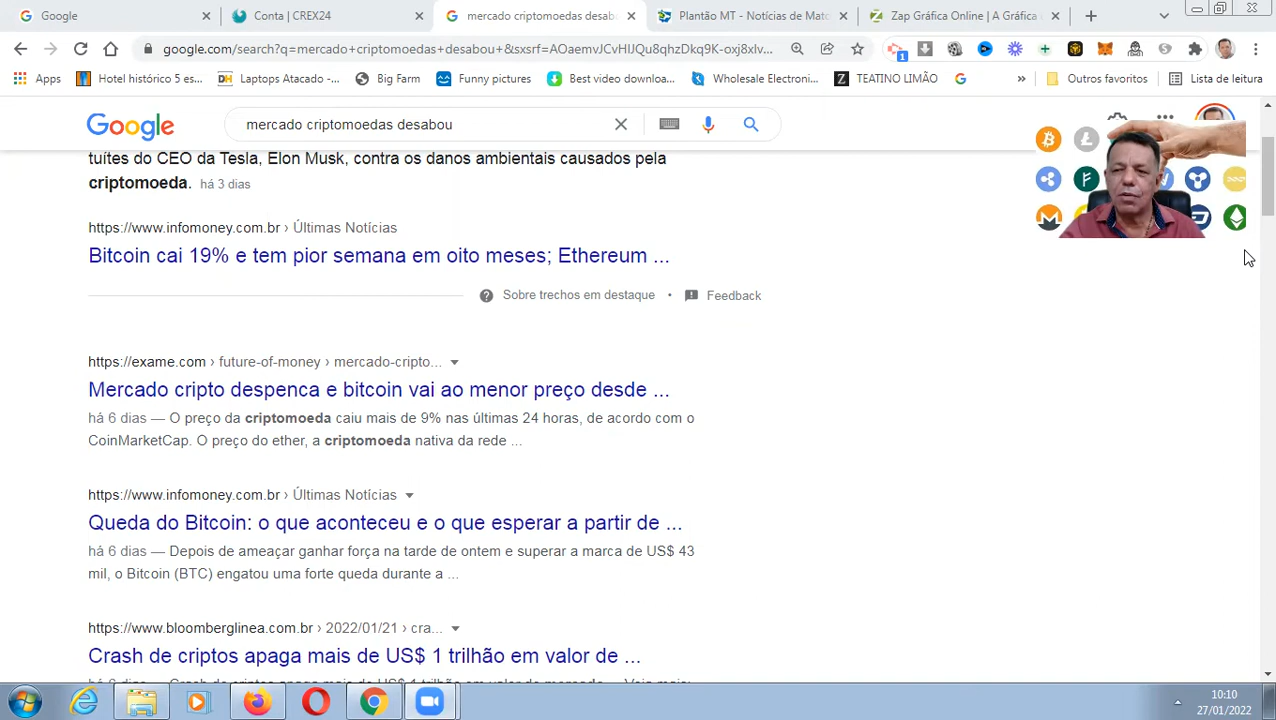 Google
Conta | CREX24
mercado criptomoedas desab
Plantão MT - Notícias de Mato
Zap Gráfica Online | A Gráfica
google.com/search?q=mercado+criptomoedas+desabou+&sxsrf=AOaemvJCvHIJQu8qhzDkq9K-oxj8xlv...
1
Apps
Hotel histórico 5 es...
Laptops Atacado -...
Big Farm
Funny pictures
Best video downloa...
Wholesale Electroni...
TEATINO LIMÃO
»
Outros favoritos
Lista de leitura
Google
mercado criptomoedas desabou
tuítes do CEO da Tesla, Elon Musk, contra os danos ambientais causados pela
criptomoeda. há 3 dias
https://www.infomoney.com.br › Últimas Notícias
Bitcoin cai 19% e tem pior semana em oito meses; Ethereum ...
Sobre trechos em destaque • Feedback
https://exame.com › future-of-money › mercado-cripto...
Mercado cripto despenca e bitcoin vai ao menor preço desde ...
há 6 dias — O preço da criptomoeda caiu mais de 9% nas últimas 24 horas, de acordo com o
CoinMarketCap. O preço do ether, a criptomoeda nativa da rede ...
https://www.infomoney.com.br › Últimas Notícias
Queda do Bitcoin: o que aconteceu e o que esperar a partir de ...
há 6 dias — Depois de ameaçar ganhar força na tarde de ontem e superar a marca de US$ 43
mil, o Bitcoin (BTC) engatou uma forte queda durante a ...
https://www.bloomberglinea.com.br › 2022/01/21 › cra...
Crash de criptos apaga mais de US$ 1 trilhão em valor de ...
10:10
27/01/2022